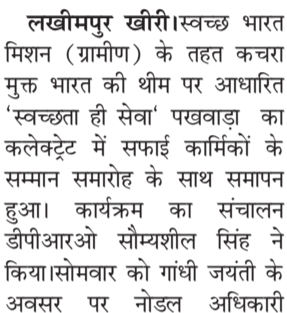 लखीमपुर खीरी।स्वच्छ भारत
मिशन (ग्रामीण) के तहत कचरा
मुक्त भारत की थीम पर आधारित
‘स्वच्छता ही सेवा‘ पखवाड़ा का
कलेक्ट्रेट में सफाई कार्मिकों के
सम्मान समारोह के साथ समापन
हुआ। कार्यक्रम का संचालन
डीपीआरओ सौम्यशील सिंह ने
किया।सोमवार को गांधी जयंती के
अवसर पर नोडल अधिकारी